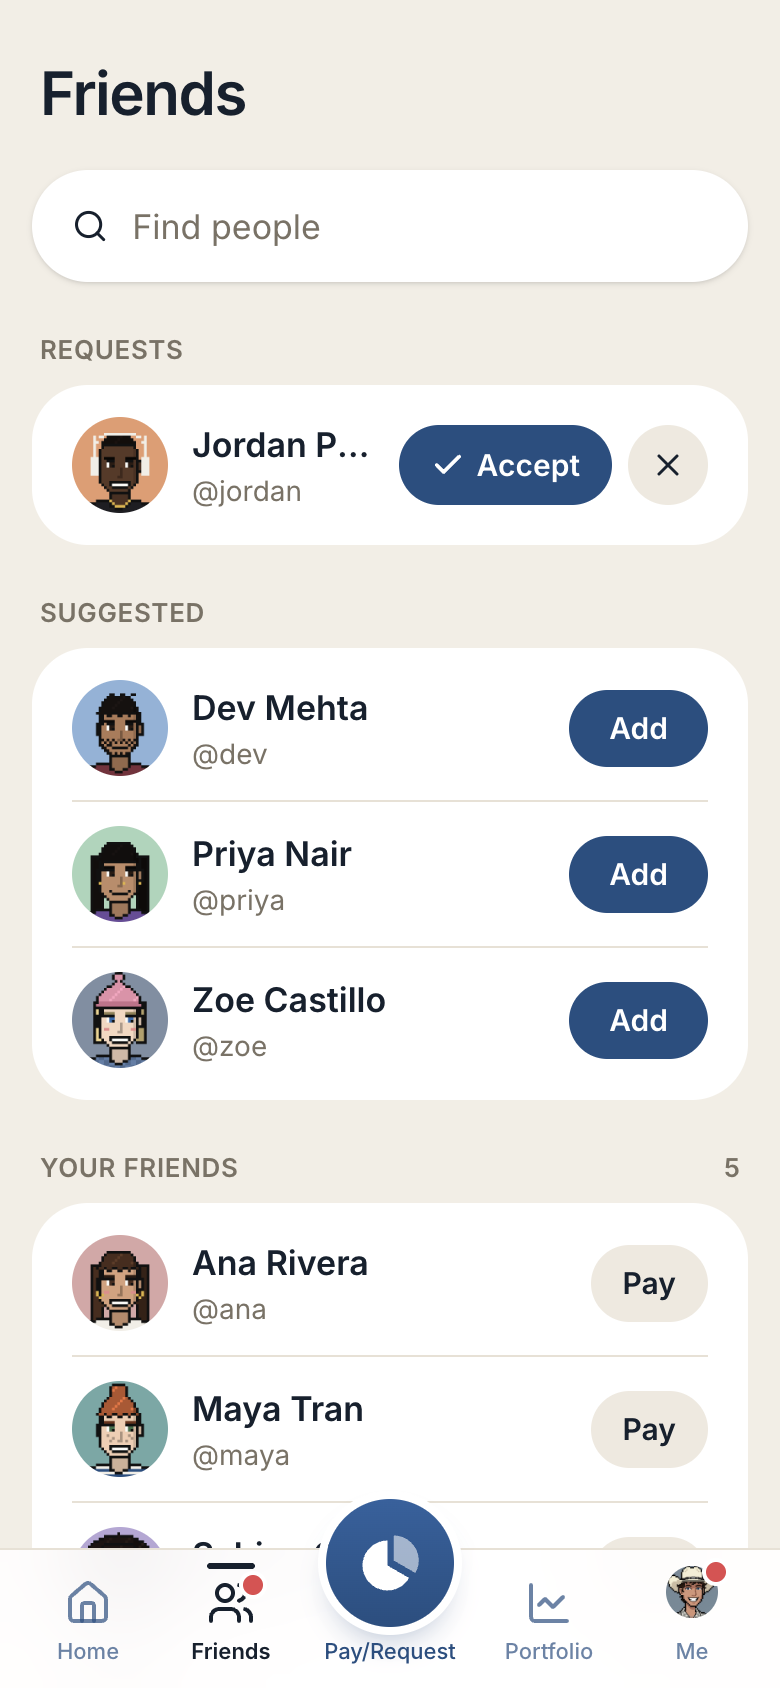 Friends
Find people
REQUESTS
Jordan P...
@jordan
Accept
SUGGESTED
Dev Mehta
@dev
Add
Priya Nair
@priya
Add
Zoe Castillo
@zoe
Add
YOUR FRIENDS 5
Ana Rivera
@ana
Pay
Maya Tran
@maya
Pay
Home
Friends
Pay/Request
Portfolio
Me